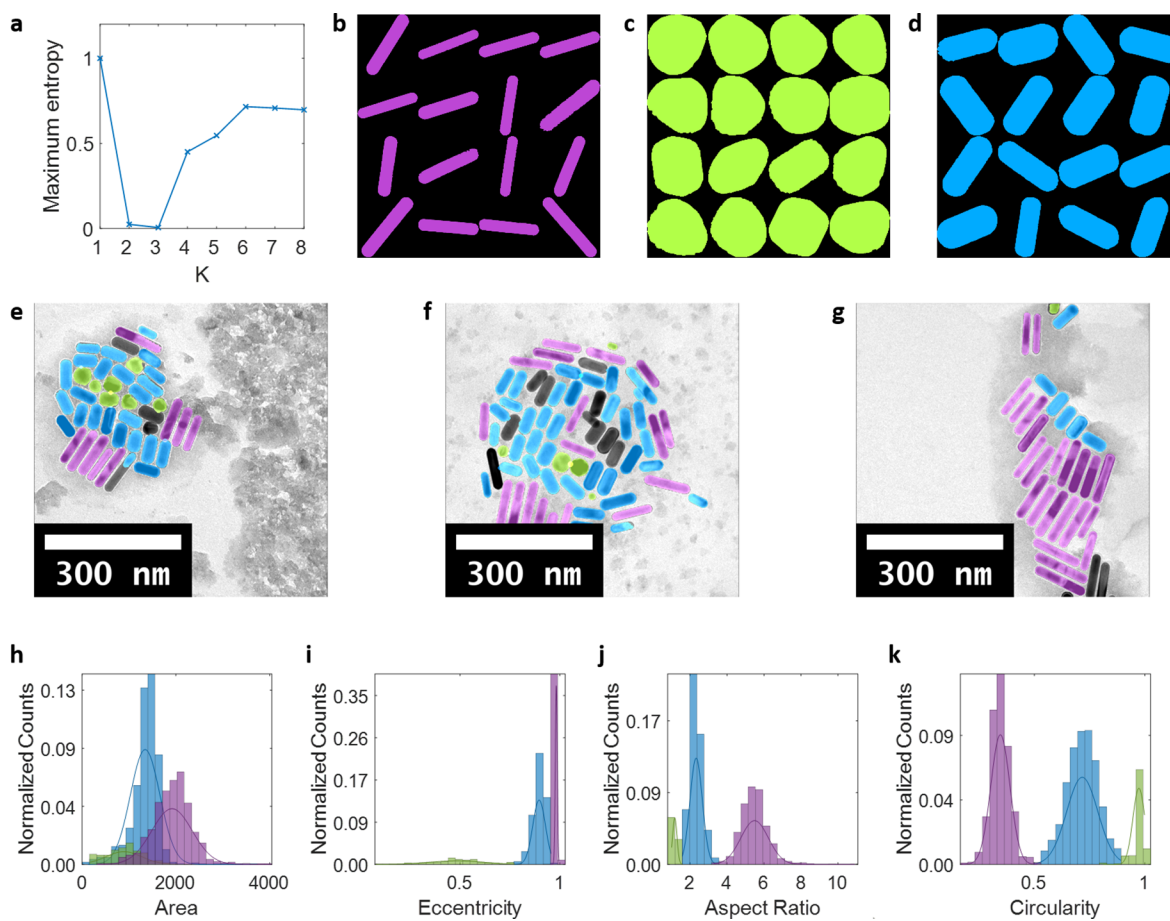 a
Maximum entropy
1
0.5
0
1 2 3 4 5 6 7 8
K
b
c
d
e
300 nm
f
300 nm
g
300 nm
h
Normalized Counts
0.13
0.09
0.04
0.00
0 2000 4000
Area
i
Normalized Counts
0.35
0.26
0.17
0.09
0.00
0.5 1
Eccentricity
j
Normalized Counts
0.17
0.09
0.00
2 4 6 8 10
Aspect Ratio
k
Normalized Counts
0.09
0.04
0.00
0.5 1
Circularity